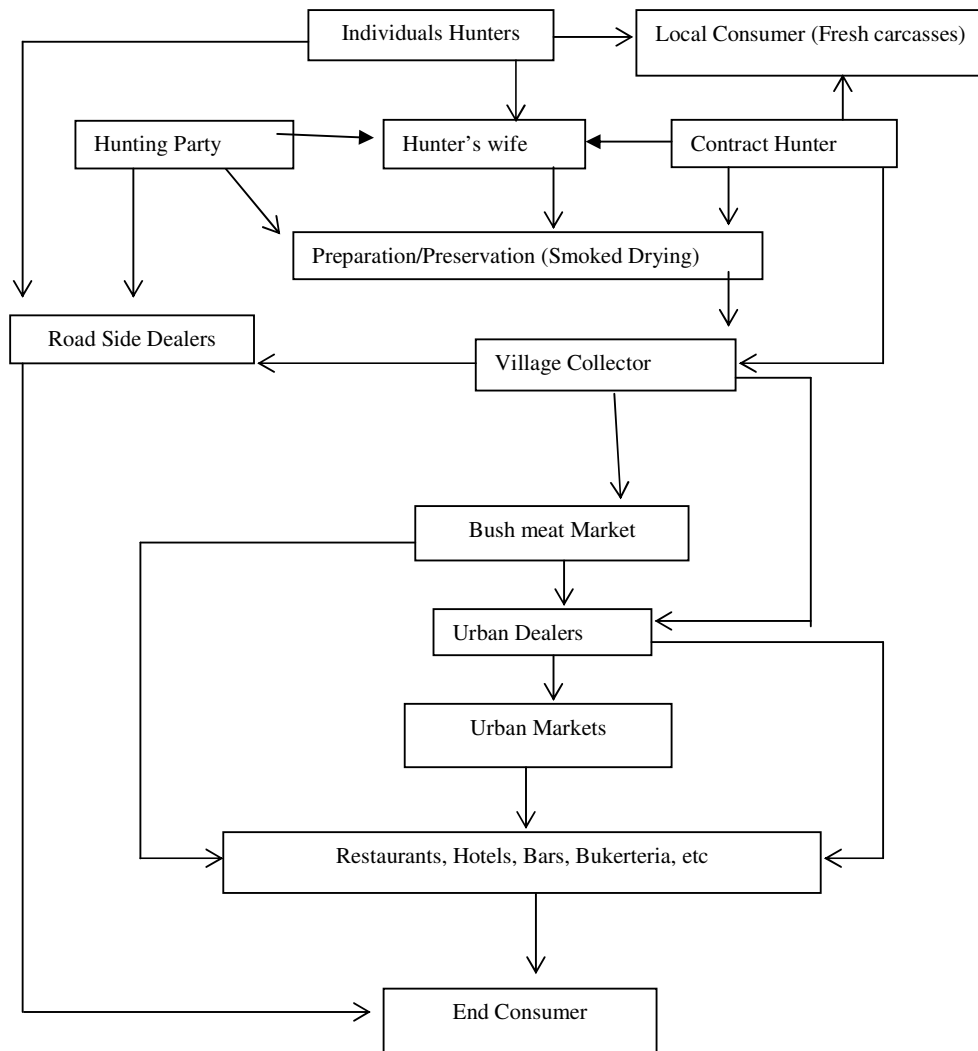 Individuals Hunters
Local Consumer (Fresh carcasses)
Hunting Party
Hunter’s wife
Contract Hunter
Preparation/Preservation (Smoked Drying)
Road Side Dealers
Village Collector
Bush meat Market
Urban Dealers
Urban Markets
Restaurants, Hotels, Bars, Bukerteria, etc
End Consumer